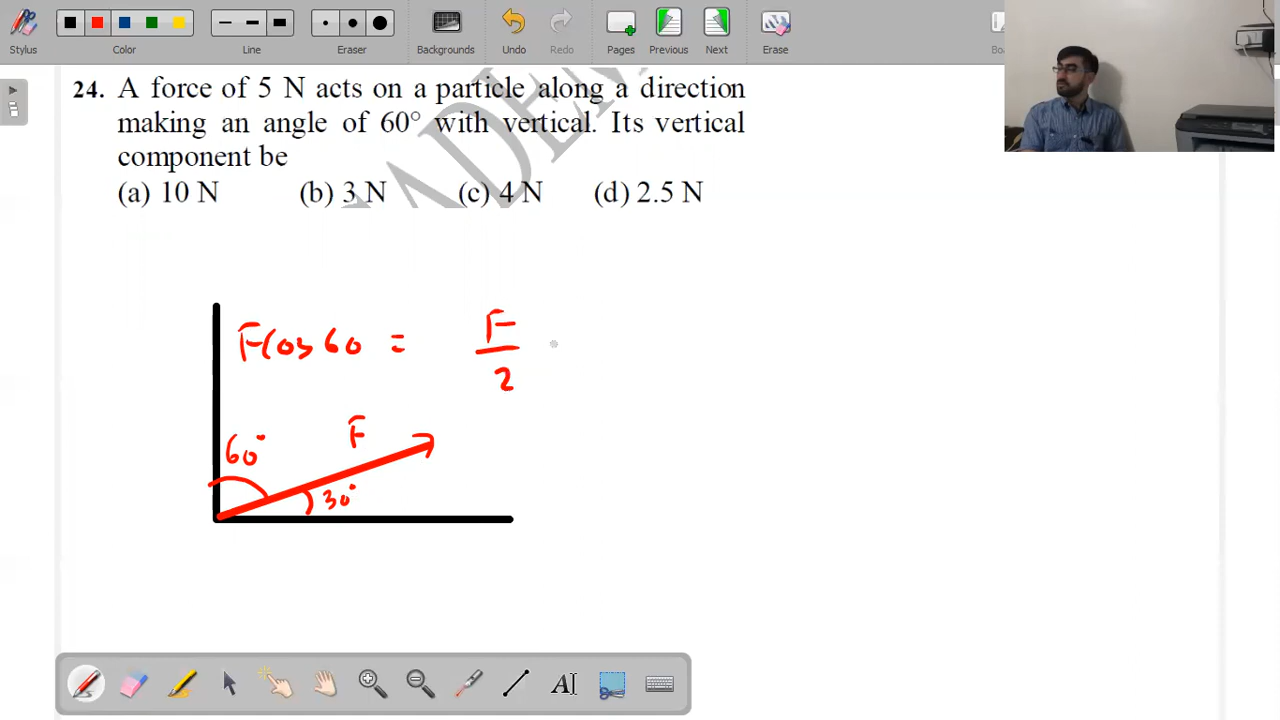 Stylus Color Line Eraser Backgrounds Undo Redo Pages Previous Next Erase
24. A force of 5 N acts on a particle along a direction
making an angle of 60° with vertical. Its vertical
component be
(a) 10 N (b) 3 N (c) 4 N (d) 2.5 N
FCos 60 = F/2
60° F
30°